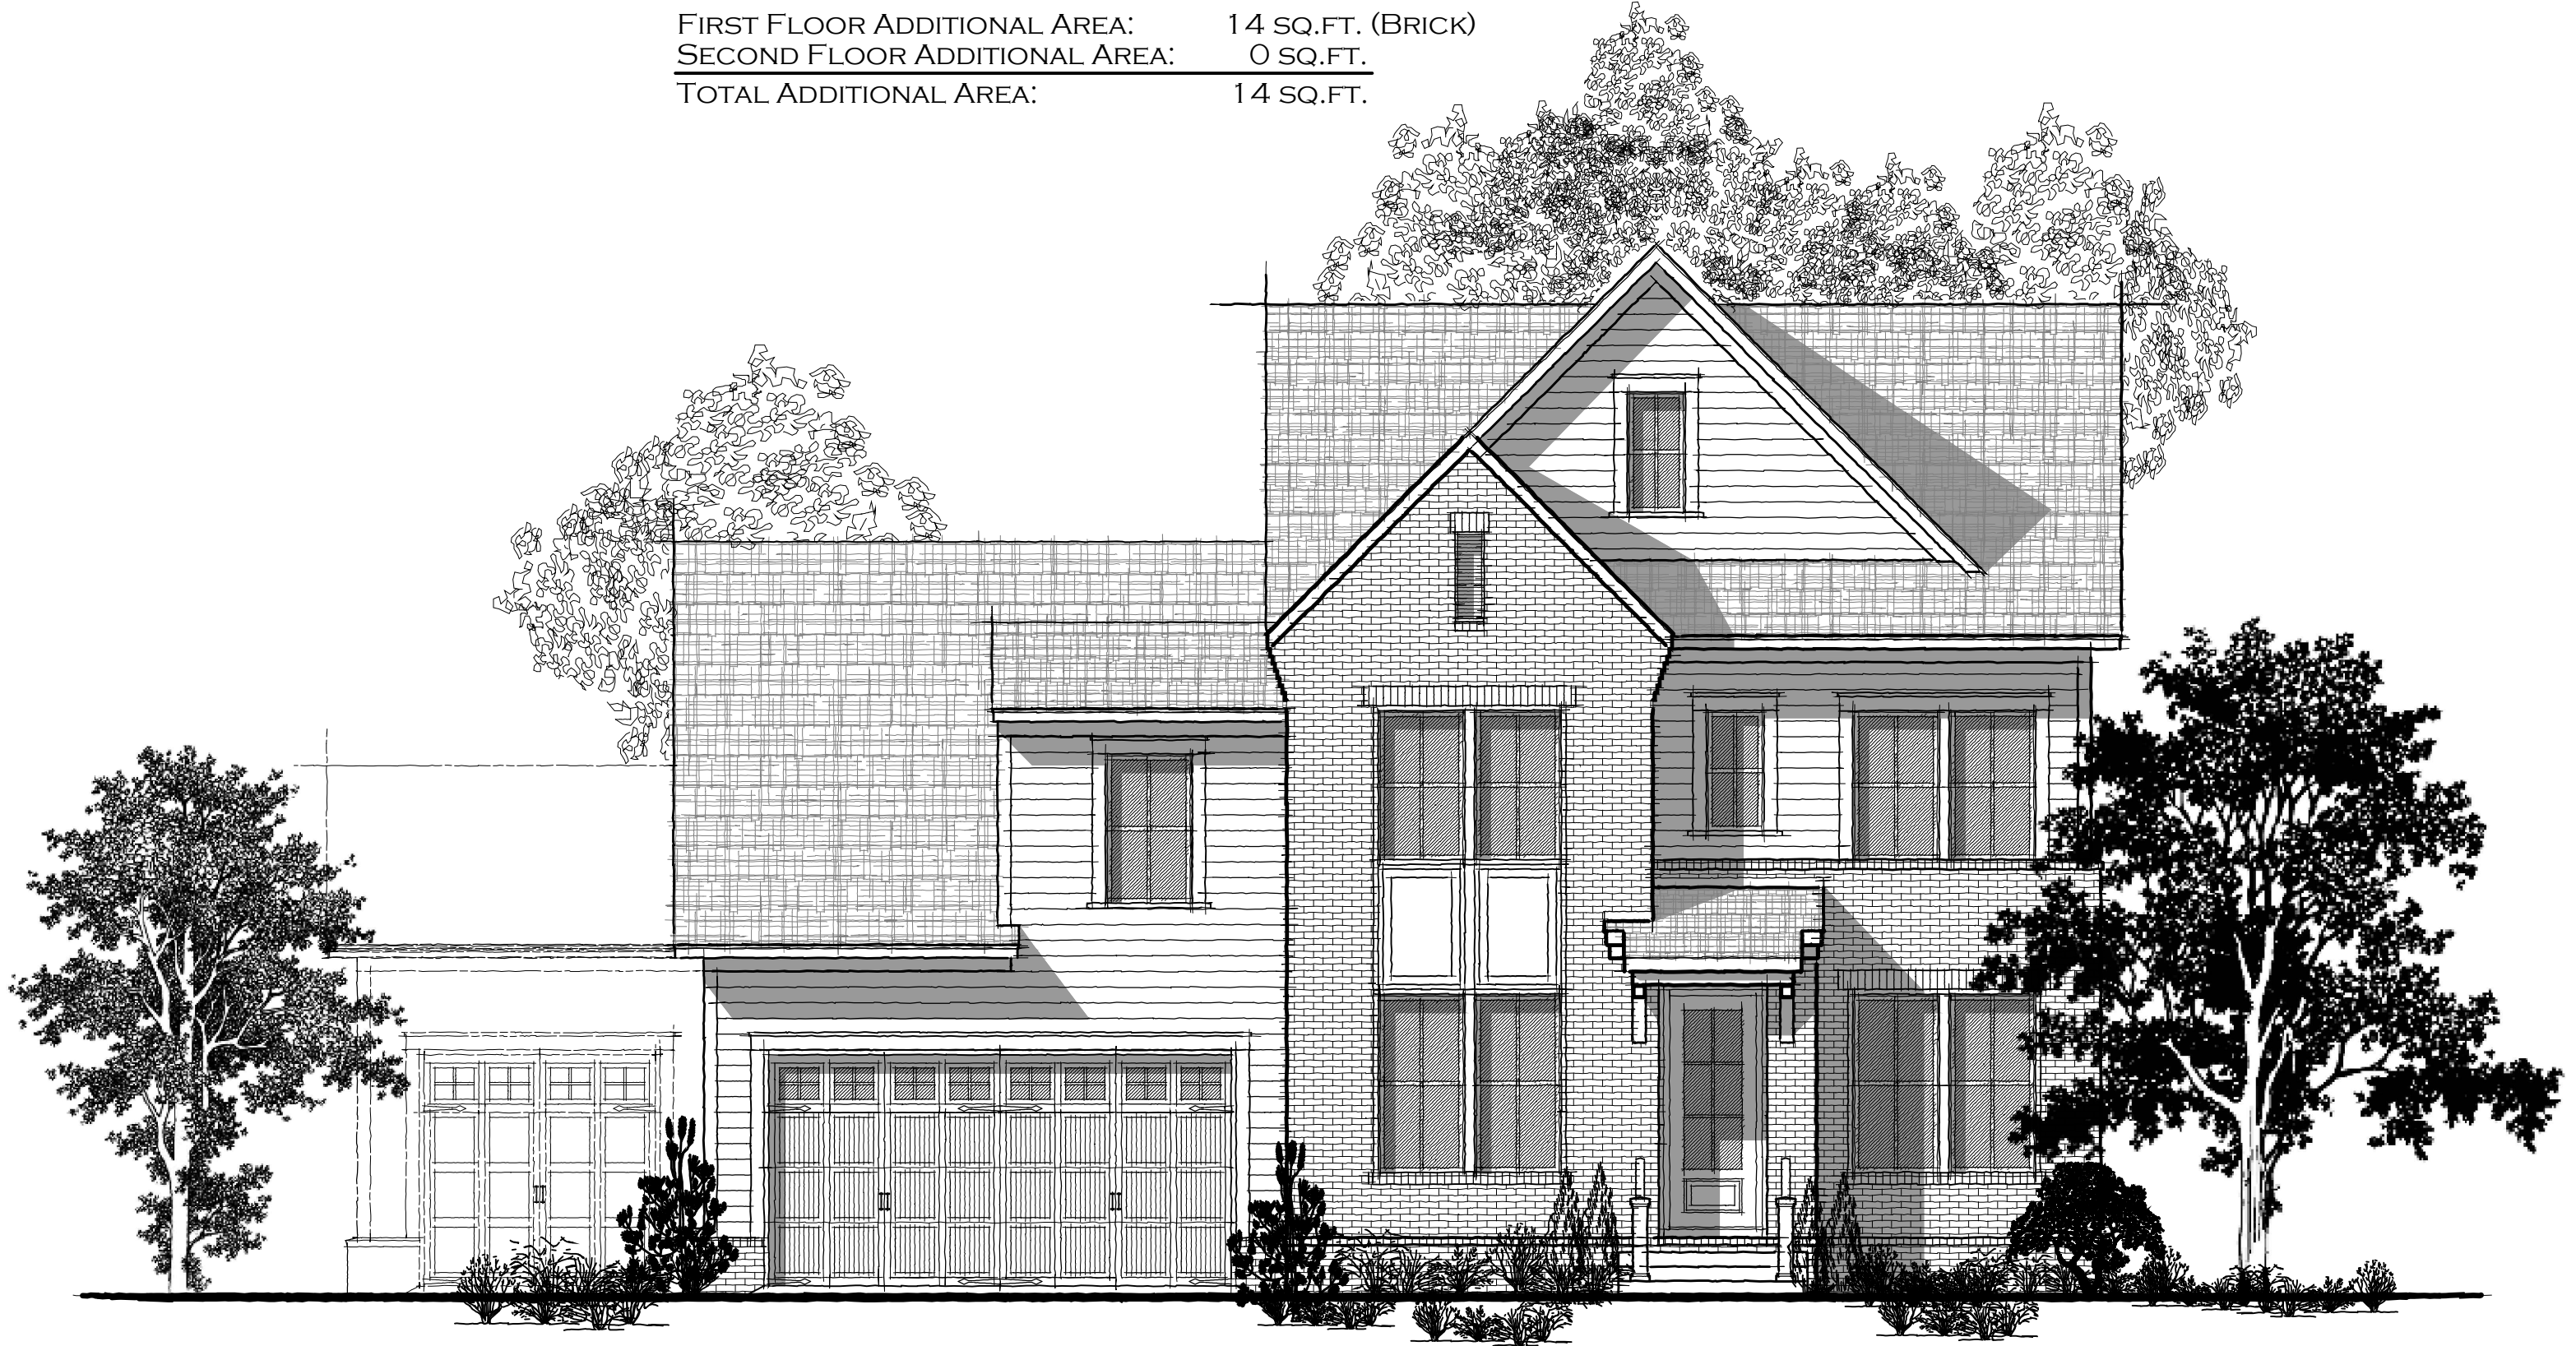 First Floor Additional Area: 14 sq.ft. (Brick)
Second Floor Additional Area: 0 sq.ft.
Total Additional Area: 14 sq.ft.